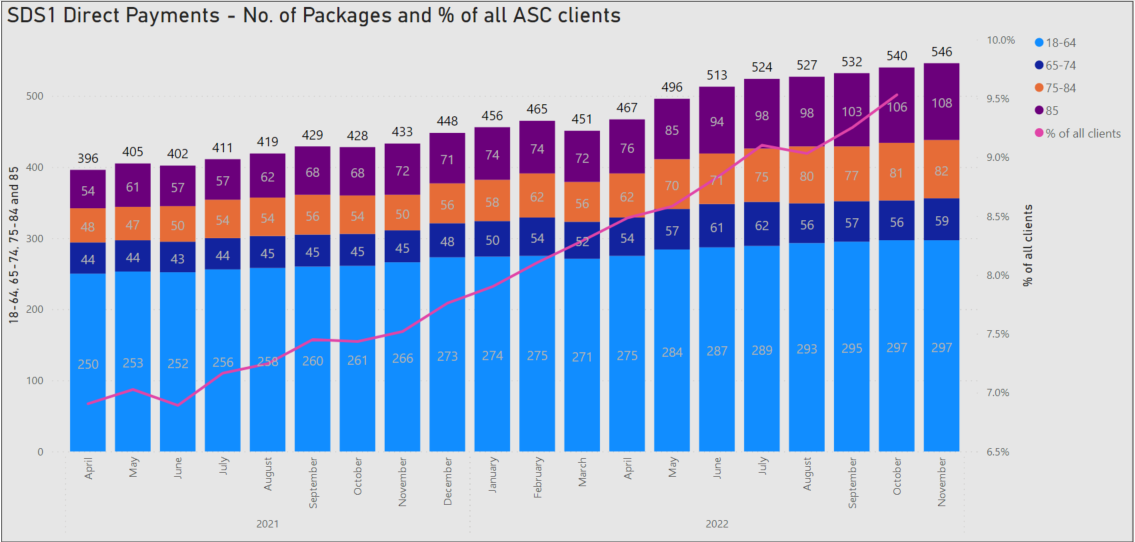 SDS1 Direct Payments - No. of Packages and % of all ASC clients
18-64, 65-74, 75-84 and 85
500
400
300
200
100
0
396 405 402 411 419 429 428 433 448 456 465 451 467 496 513 524 527 532 540 546
54 61 57 57 62 68 68 72 71 74 74 72 76 85 94 98 98 103 106 108
48 47 50 54 54 56 54 50 56 58 62 56 62 70 71 75 80 77 81 82
44 44 43 44 45 45 45 45 48 50 54 52 54 57 61 62 56 57 56 59
250 253 252 256 258 260 261 266 273 274 275 271 275 284 287 289 293 295 297 297
April May June July August September October November December January February March April May June July August September October November
2021 2022
10.0%
9.5%
9.0%
8.5%
8.0%
7.5%
7.0%
6.5%
% of all clients
18-64
65-74
75-84
85
% of all clients